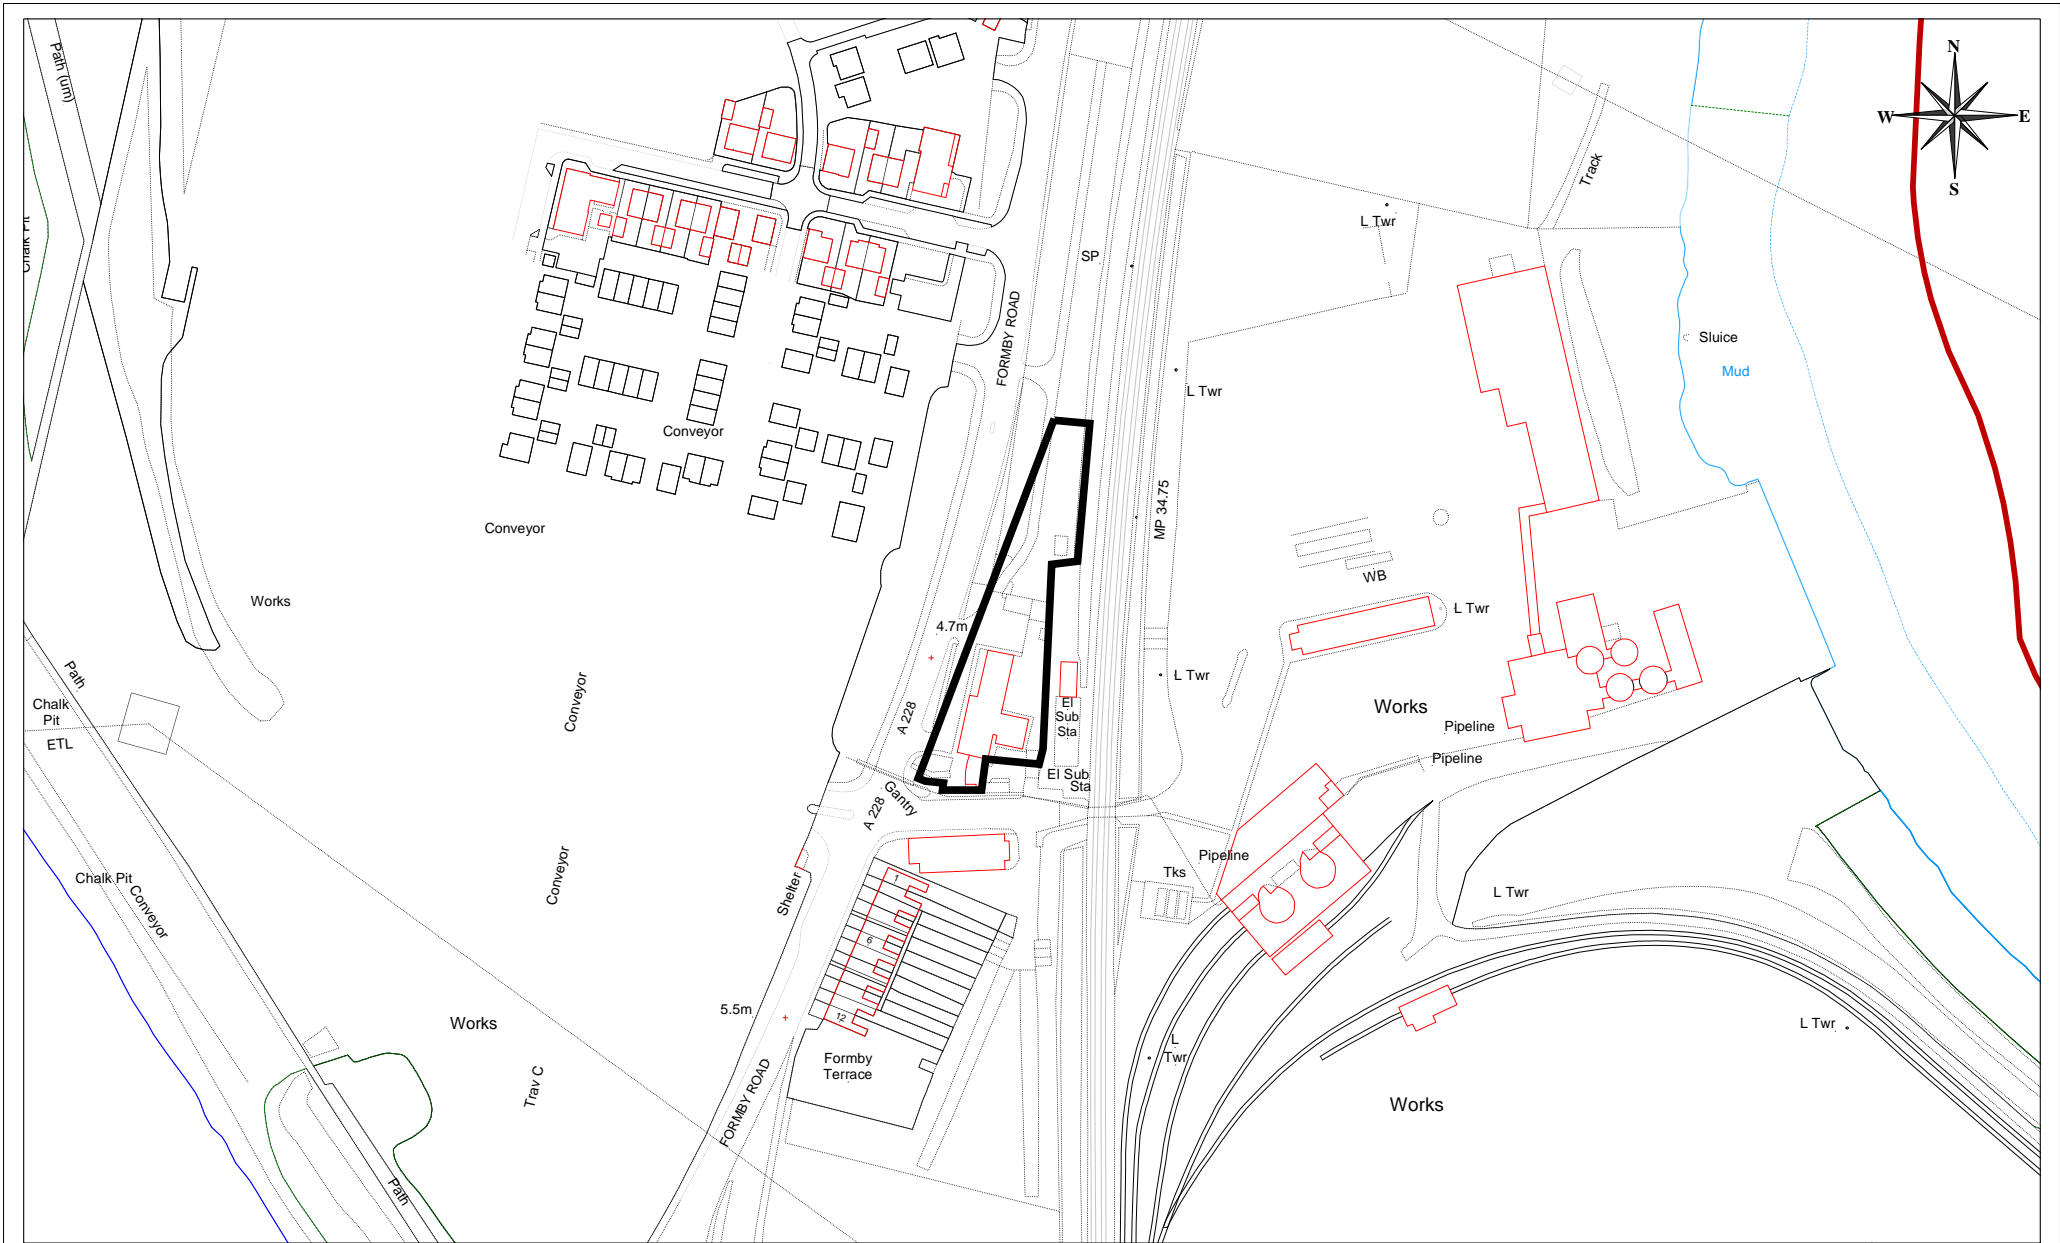 Path (um)
N
W
E
S
Track
Chalk Pit
L Twr
SP
FORMBY ROAD
Sluice
Mud
L Twr
Conveyor
MP 34.75
Conveyor
WB
Works
L Twr
4.7m
Path
L Twr
Conveyor
Chalk
Pit
ETL
A 228
El
Sub
Sta
Works
Pipeline
Pipeline
El Sub
Sta
Gantry
A 228
Pipeline
Tks
Conveyor
Chalk Pit
Conveyor
Shelter
1
6
12
L Twr
5.5m
Works
L Twr
L
Twr
Formby
Terrace
Trav C
FORMBY ROAD
Works
Path